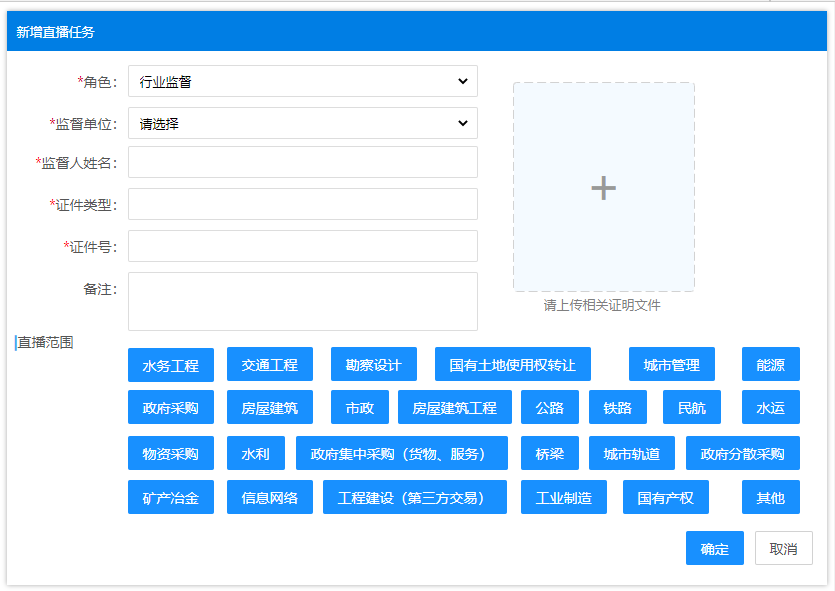 新增直播任务
*角色：
行业监督
*监督单位：
请选择
*监督人姓名：
*证件类型：
*证件号：
备注：
请上传相关证明文件
直播范围
水务工程 交通工程 勘察设计 国有土地使用权转让 城市管理 能源
政府采购 房屋建筑 市政 房屋建筑工程 公路 铁路 民航 水运
物资采购 水利 政府集中采购（货物、服务） 桥梁 城市轨道 政府分散采购
矿产冶金 信息网络 工程建设（第三方交易） 工业制造 国有产权 其他
确定 取消